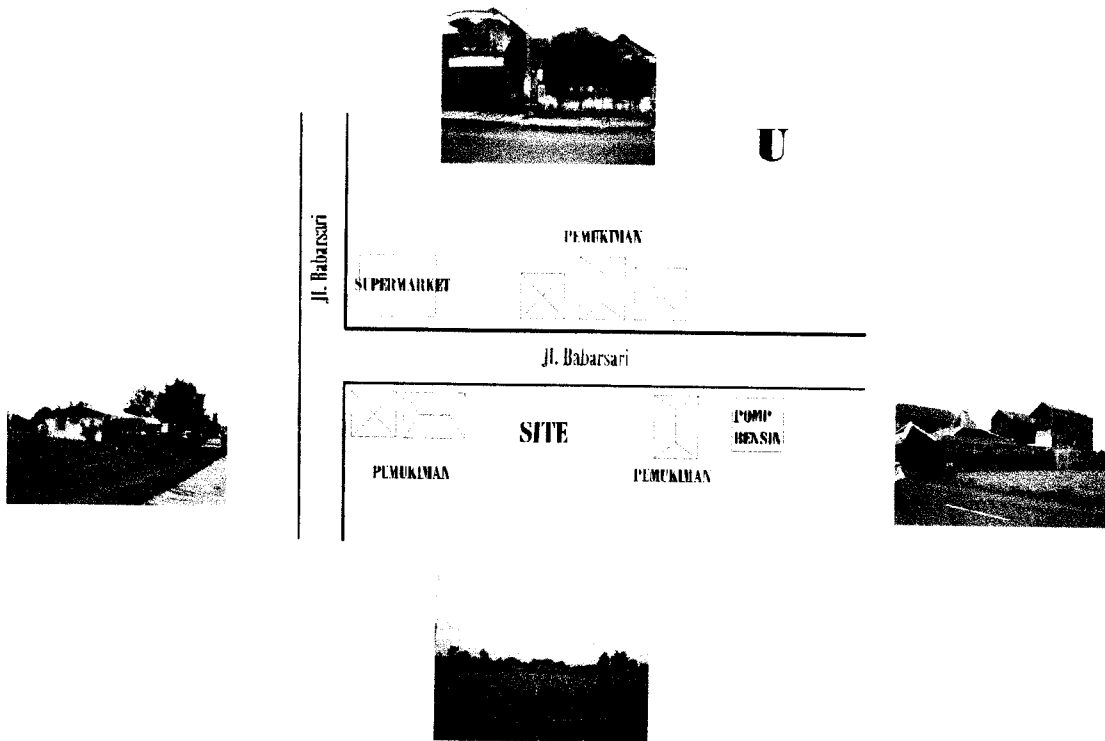 U
Jl. Babarsari
PEMUKIMAN
SUPERMARKET
Jl. Babarsari
SITE
POMP
BENSIN
PEMUKIMAN
PEMUKIMAN